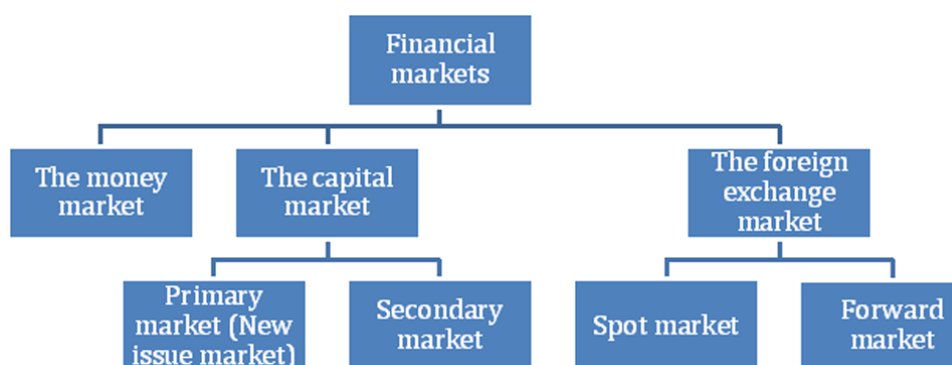 Financial
markets
The money
market
The capital
market
The foreign
exchange
market
Primary
market (New
issue market)
Secondary
market
Spot market
Forward
market